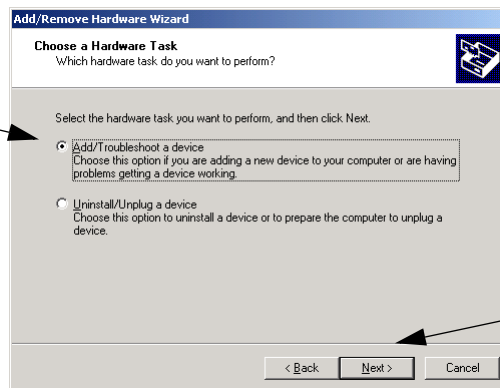 Add/Remove Hardware Wizard
Choose a Hardware Task
Which hardware task do you want to perform?
Select the hardware task you want to perform, and then click Next.
Add/Troubleshoot a device
Choose this option if you are adding a new device to your computer or are having
problems getting a device working.
Uninstall/Unplug a device
Choose this option to uninstall a device or to prepare the computer to unplug a
device.
< Back Next > Cancel